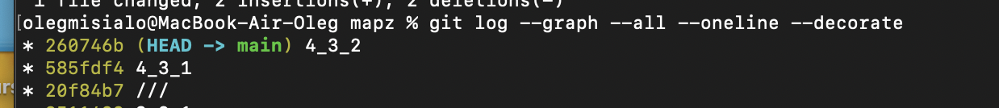 1 file changed, 2 insertions(+), 2 deletions(-)
[olegmisialo@MacBook-Air-Oleg mapz % git log --graph --all --oneline --decorate
* 260746b (HEAD -> main) 4_3_2
* 585fdf4 4_3_1
* 20f84b7 ///